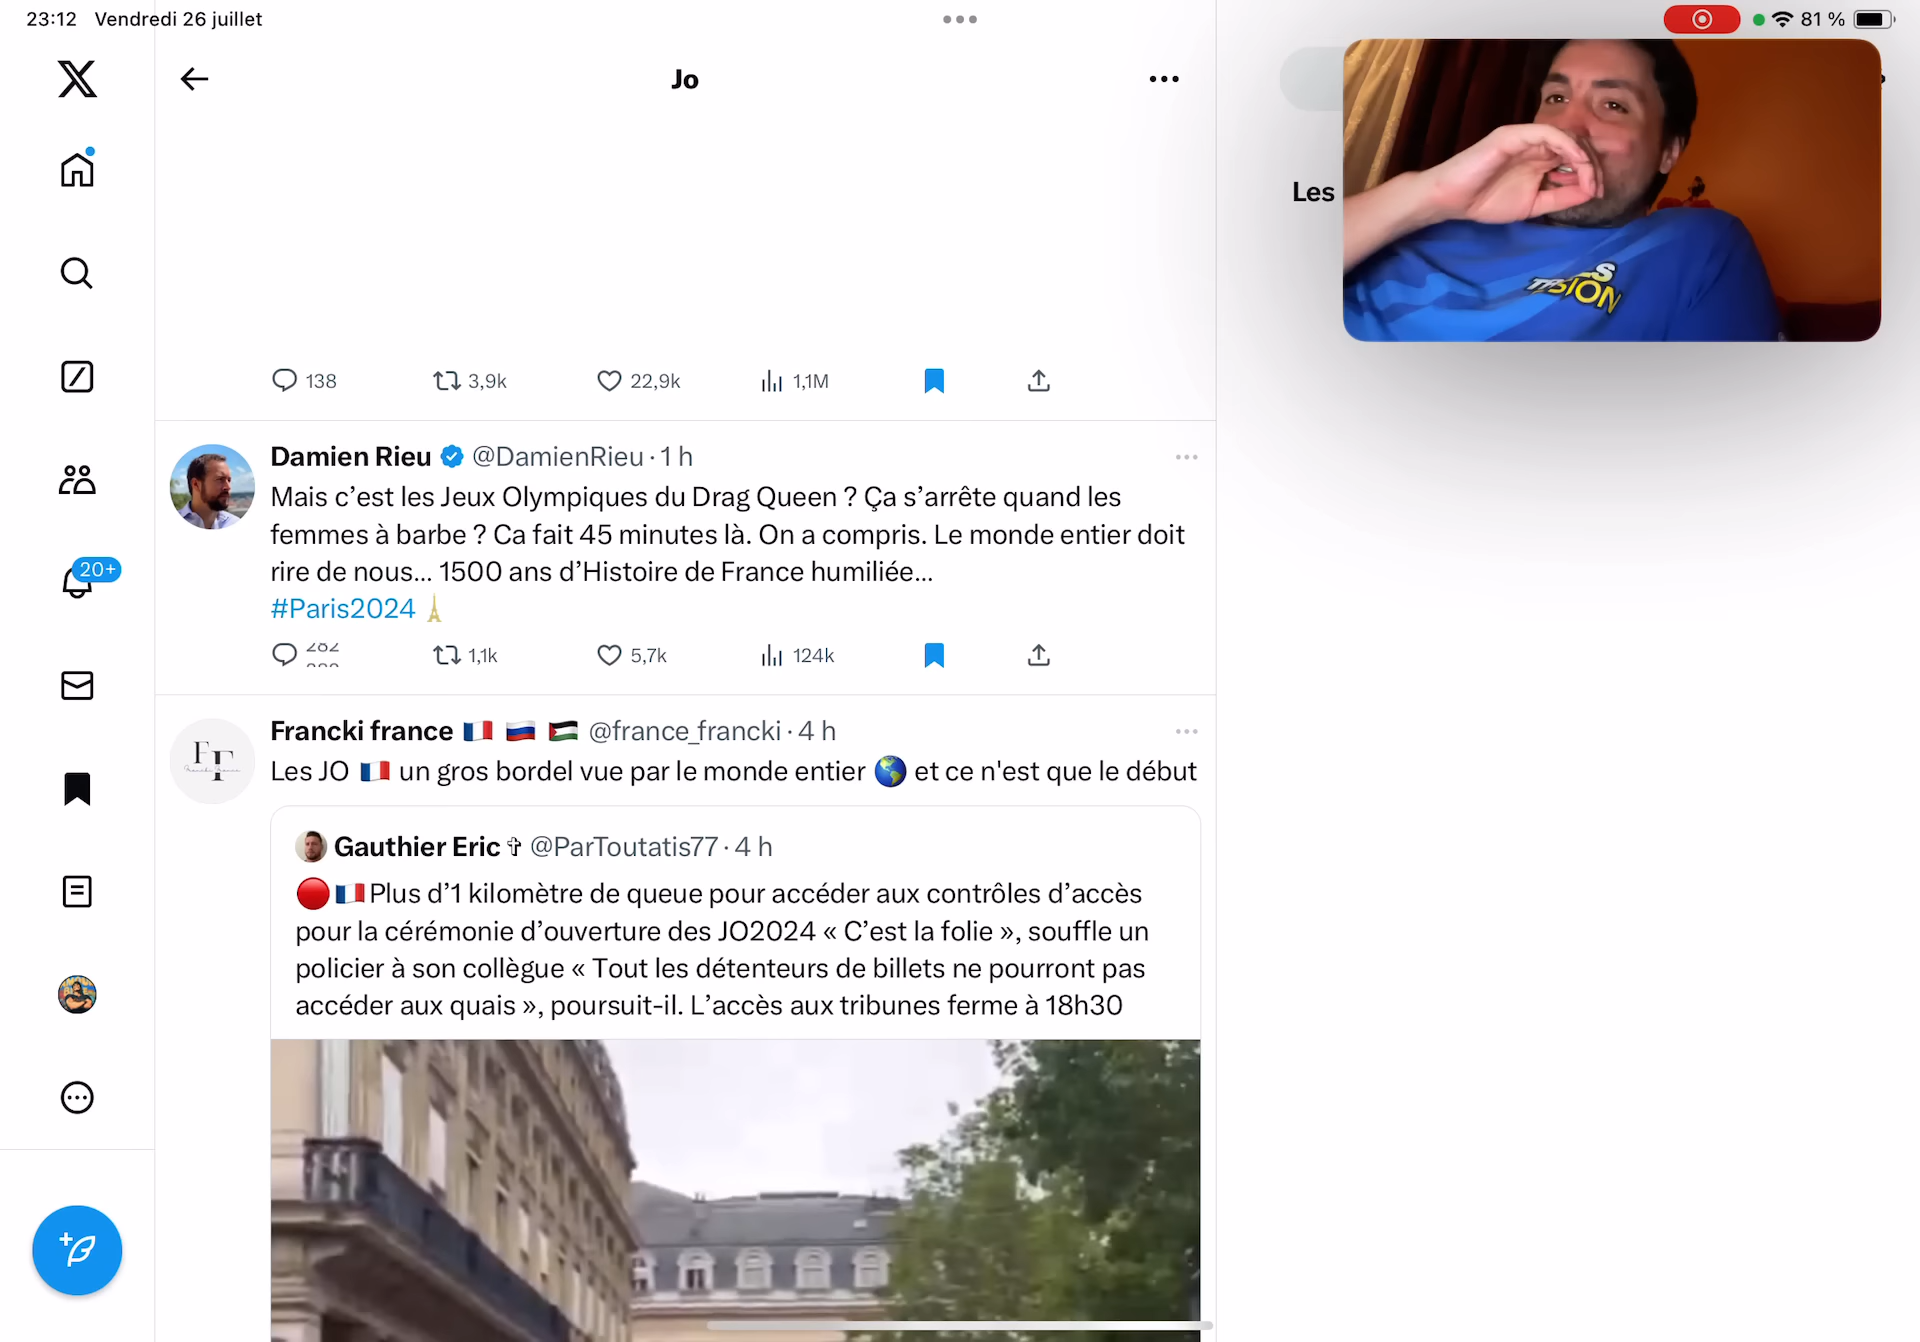 23:12 Vendredi 26 juillet
81 %
Jo
Les
138 3,9k 22,9k 1,1M
Damien Rieu @DamienRieu · 1 h
Mais c’est les Jeux Olympiques du Drag Queen ? Ça s’arrête quand les
femmes à barbe ? Ca fait 45 minutes là. On a compris. Le monde entier doit
rire de nous… 1500 ans d’Histoire de France humiliée…
#Paris2024
1,1k 5,7k 124k
20+
Francki france 🇫🇷 🇷🇺 🇵🇸 @france_francki · 4 h
Les JO 🇫🇷 un gros bordel vue par le monde entier 🌎 et ce n'est que le début
FF
Gauthier Eric ✞ @ParToutatis77 · 4 h
🔴🇫🇷Plus d’1 kilomètre de queue pour accéder aux contrôles d’accès
pour la cérémonie d’ouverture des JO2024 « C’est la folie », souffle un
policier à son collègue « Tout les détenteurs de billets ne pourront pas
accéder aux quais », poursuit-il. L’accès aux tribunes ferme à 18h30